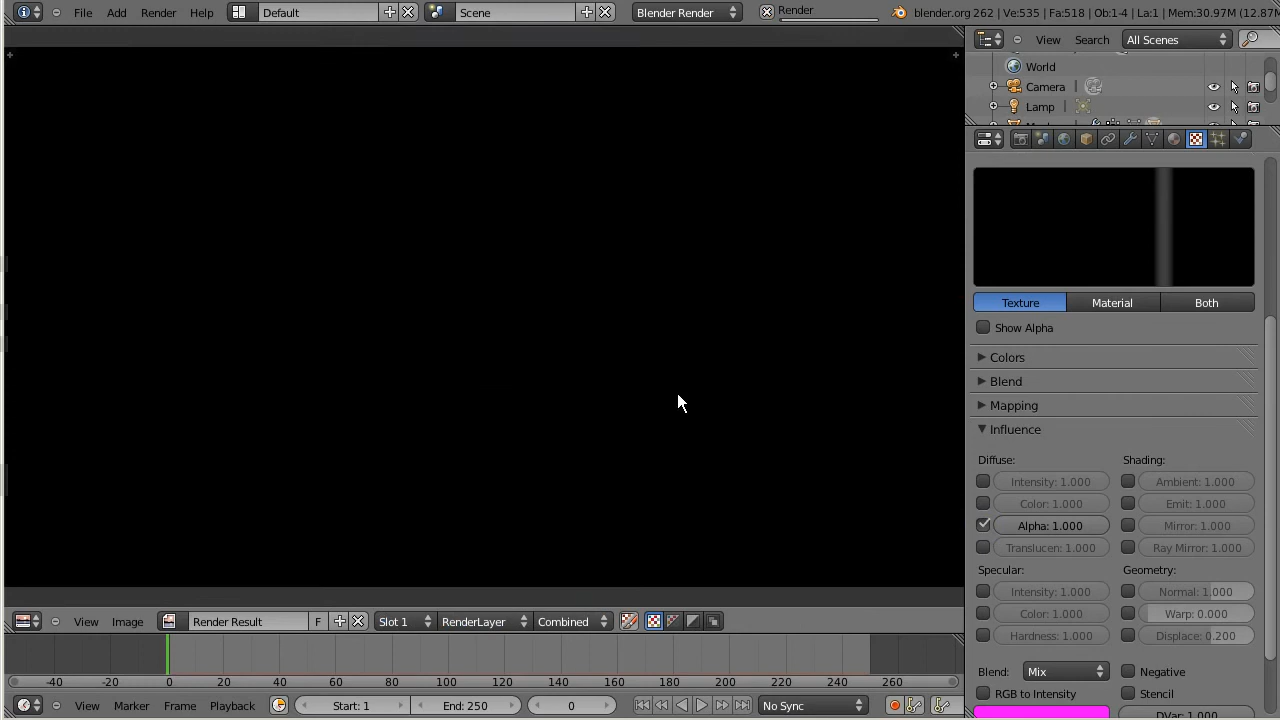 File Add Render Help Default Scene Blender Render Render blender.org 262 | Ve:535 | Fa:518 | Ob:1-4 | La:1 | Mem:30.97M (12.87M
View Search All Scenes
World
Camera
Lamp
Texture Material Both
Show Alpha
Colors
Blend
Mapping
Influence
Diffuse: Shading:
Intensity: 1.000 Ambient: 1.000
Color: 1.000 Emit: 1.000
Alpha: 1.000 Mirror: 1.000
Translucen: 1.000 Ray Mirror: 1.000
Specular: Geometry:
Intensity: 1.000 Normal: 1.000
Color: 1.000 Warp: 0.000
Hardness: 1.000 Displace: 0.200
Blend: Mix Negative
RGB to Intensity Stencil
DVar: 1.000
View Image Render Result F Slot 1 RenderLayer Combined
-40 -20 0 20 40 60 80 100 120 140 160 180 200 220 240 260
View Marker Frame Playback Start: 1 End: 250 0 No Sync